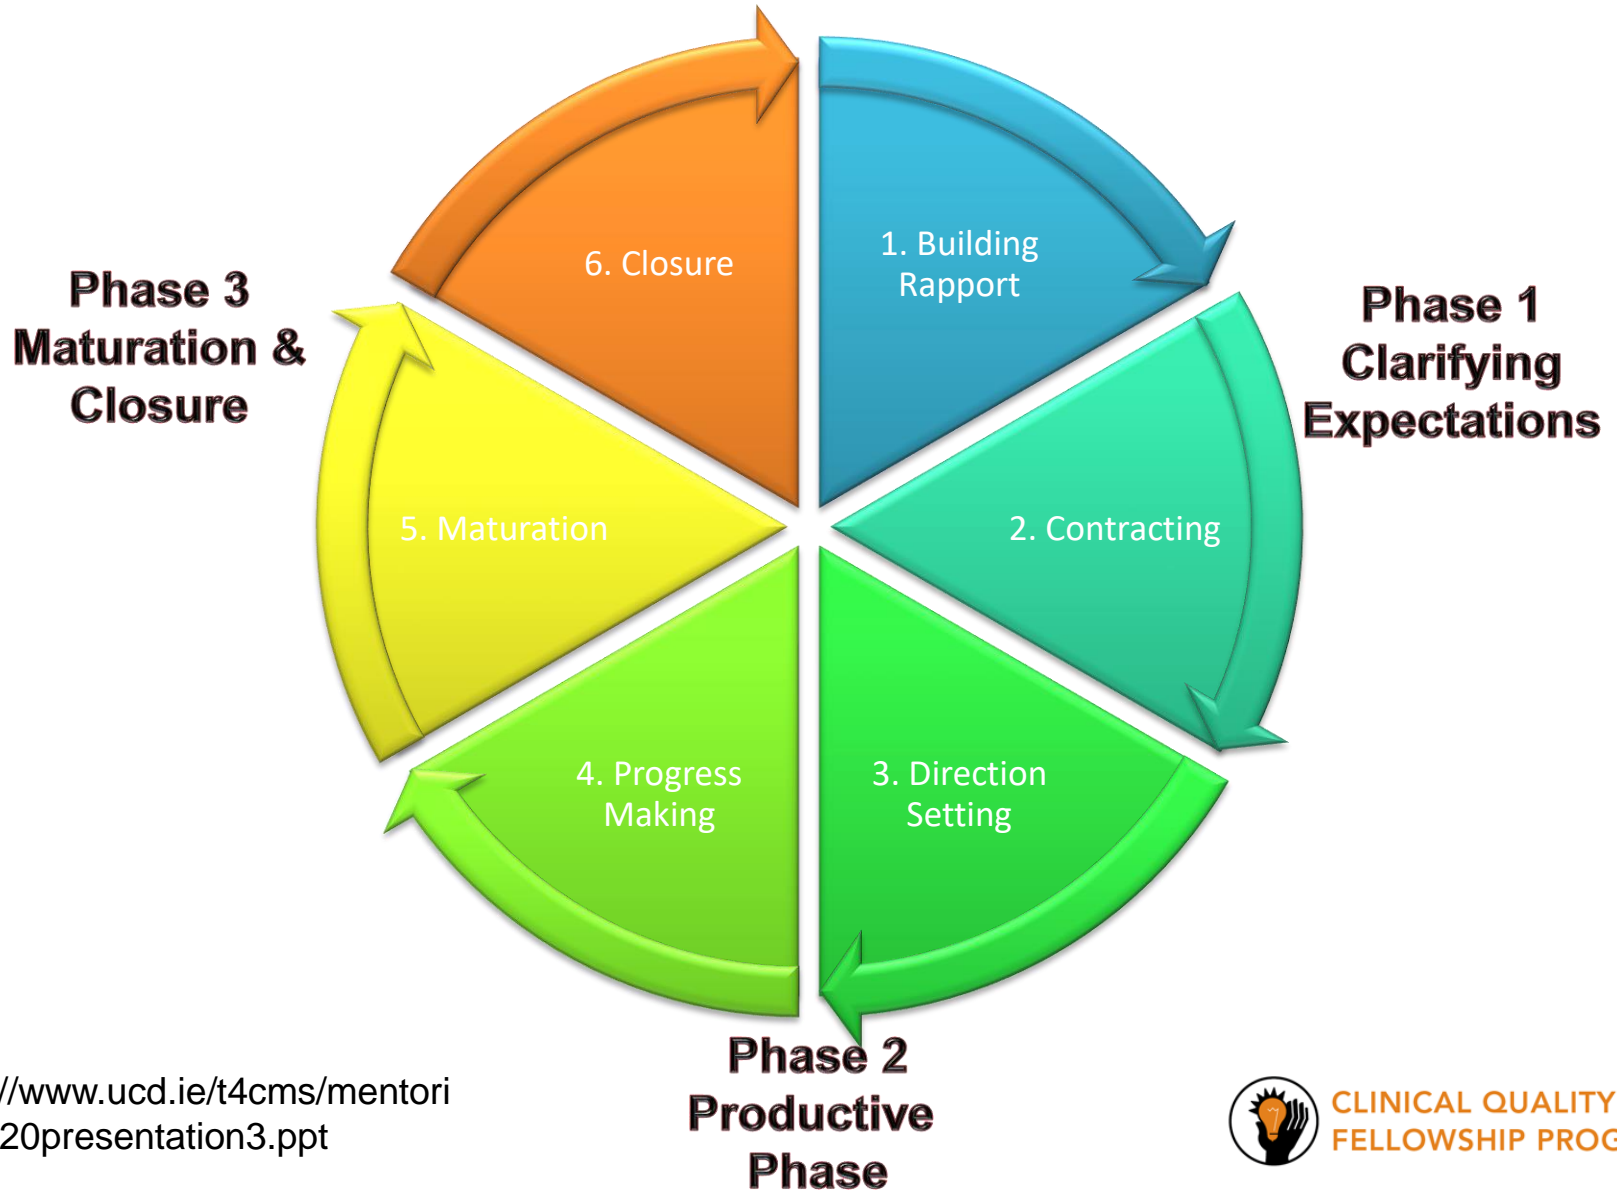 6. Closure
1. Building
Rapport
Phase 3
Maturation &
Closure
Phase 1
Clarifying
Expectations
5. Maturation
2. Contracting
4. Progress
Making
3. Direction
Setting
Phase 2
Productive
Phase
//www.ucd.ie/t4cms/mentori
20presentation3.ppt
CLINICAL QUALITY
FELLOWSHIP PROG